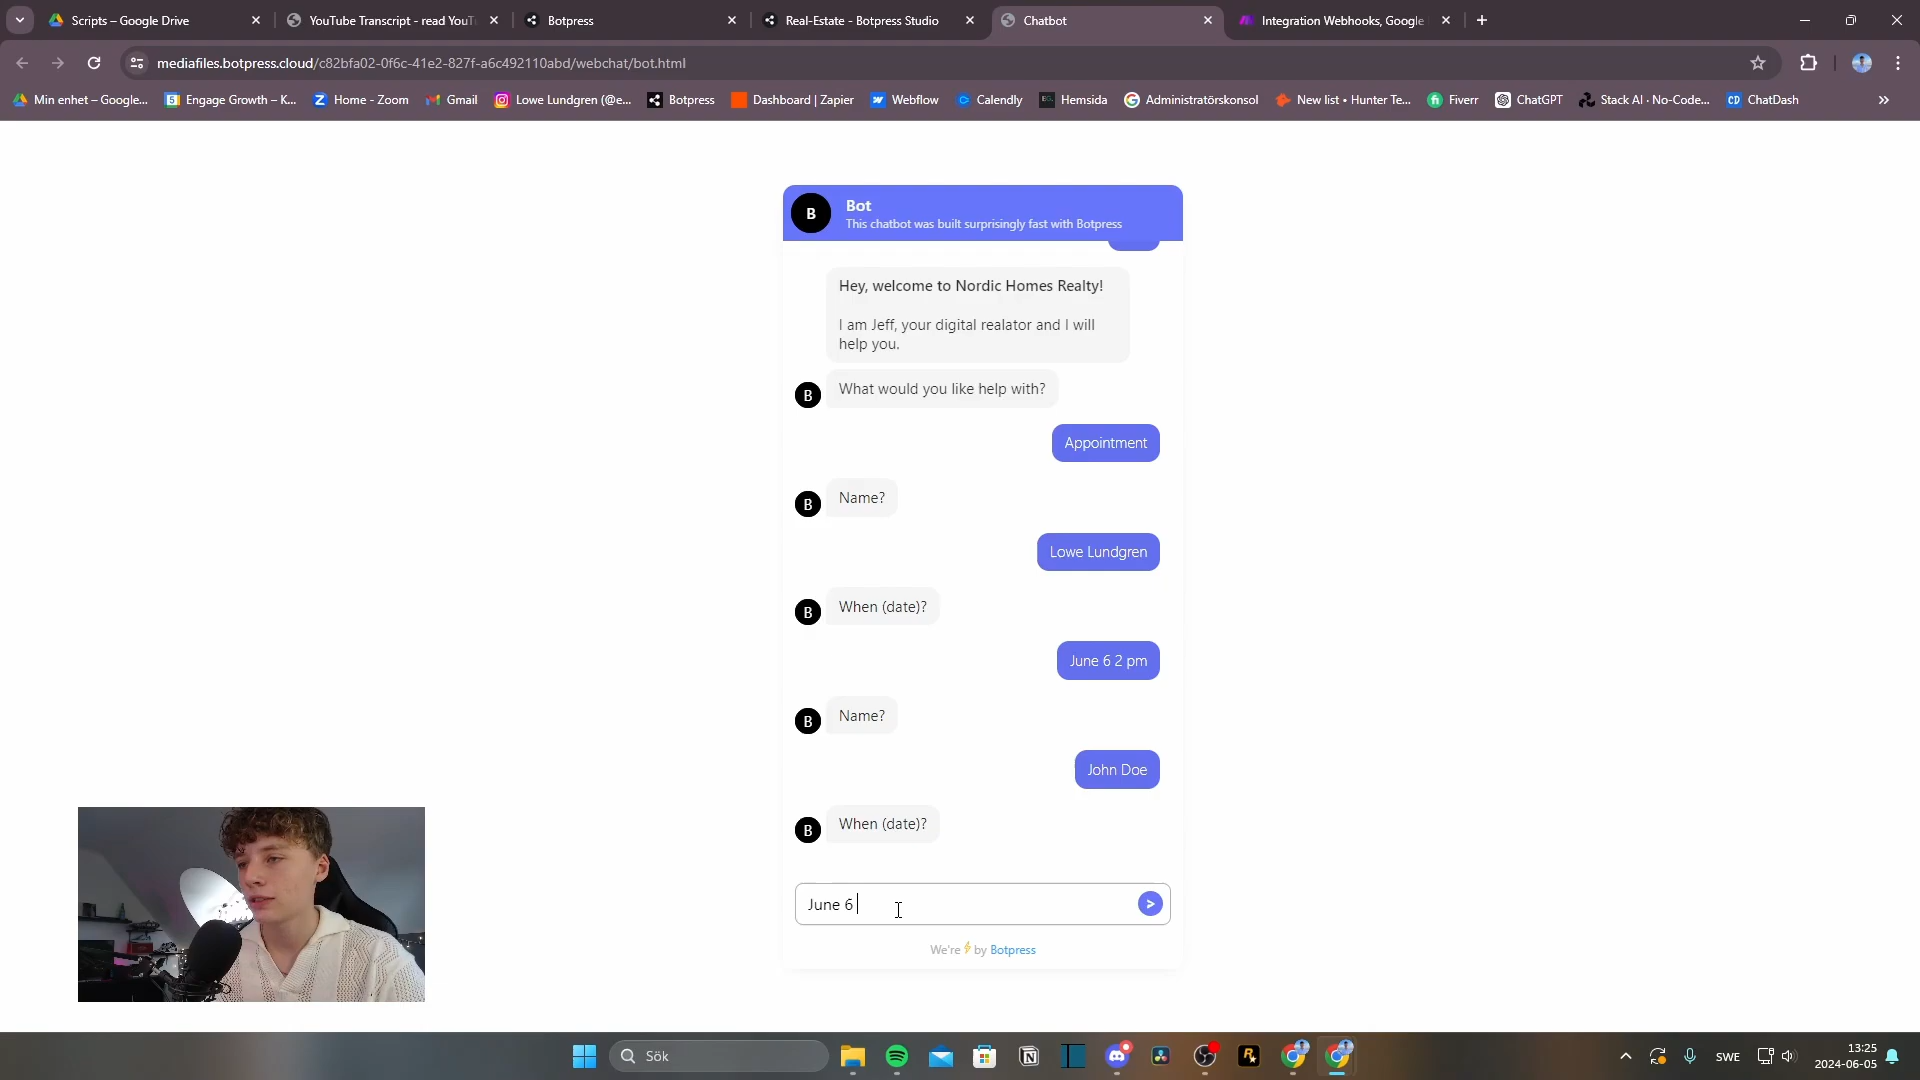 Scripts – Google Drive
YouTube Transcript - read YouT
Botpress
Real-Estate - Botpress Studio
Chatbot
Integration Webhooks, Google
mediafiles.botpress.cloud/c82bfa02-0f6c-41e2-827f-a6c492110abd/webchat/bot.html
Min enhet – Google...
Engage Growth – K...
Home - Zoom
Gmail
Lowe Lundgren (@e...
Botpress
Dashboard | Zapier
Webflow
Calendly
Hemsida
Administratörskonsol
New list • Hunter Te...
Fiverr
ChatGPT
Stack AI · No-Code...
CD ChatDash
B
Bot
This chatbot was built surprisingly fast with Botpress
Hey, welcome to Nordic Homes Realty!
I am Jeff, your digital realator and I will
help you.
B What would you like help with?
Appointment
B Name?
Lowe Lundgren
B When (date)?
June 6 2 pm
B Name?
John Doe
B When (date)?
June 6
We're⚡by Botpress
Sök
SWE
13:25
2024-06-05